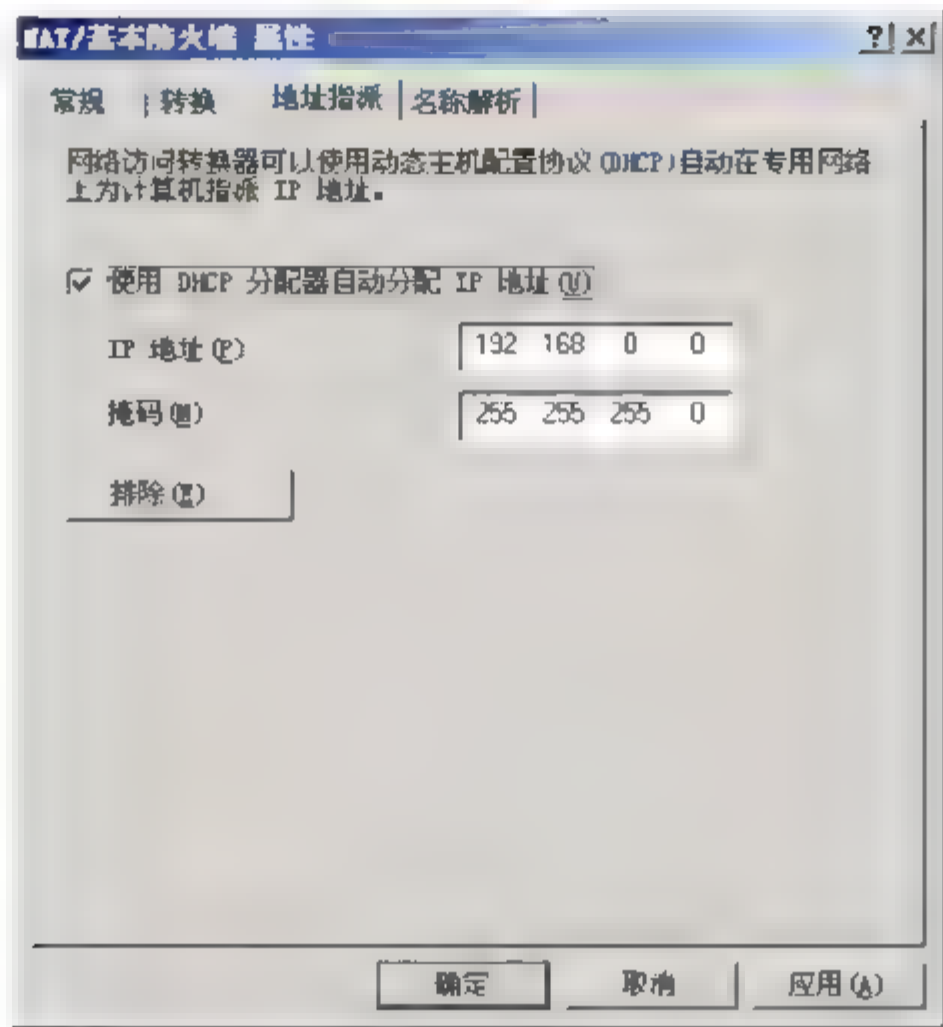 NAT/基本防火墙 属性
常规 转换 地址指派 名称解析
网络访问转换器可以使用动态主机配置协议(DHCP)自动在专用网络
上为计算机指派 IP 地址。
使用 DHCP 分配器自动分配 IP 地址(U)
IP 地址(P) 192 168 0 0
掩码(M) 255 255 255 0
排除(E)
确定 取消 应用(A)